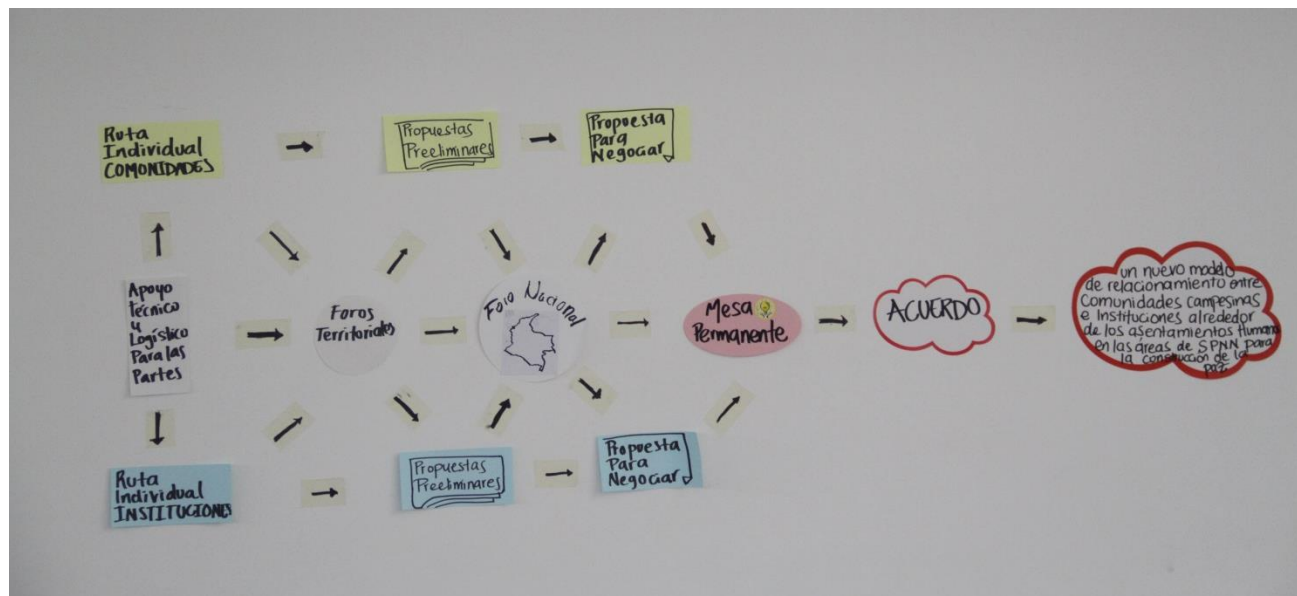 Ruta
Individual
COMONIDADES
Propuestas
Preeliminares
Propuesta
Para
Negociar
Apoyo
técnico
y
Logístico
Para las
Partes
Foros
Territoriales
Foro Nacional
Mesa
Permanente
ACUERDO
un nuevo modelo
de relacionamiento entre
Comunidades campesinas
e Instituciones alrededor
de los asentamientos Humano
en las áreas de SPNN para
la construcción de la
paz
Ruta
Individual
INSTITUCIONES
Propuestas
Preeliminares
Propuesta
Para
Negociar